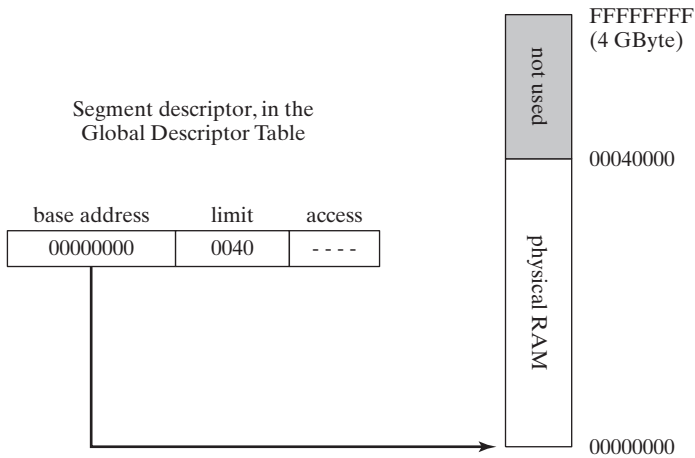 FFFFFFFF
(4 GByte)
not used
Segment descriptor, in the
Global Descriptor Table
00040000
base address limit access
00000000 0040 - - - -
physical RAM
00000000